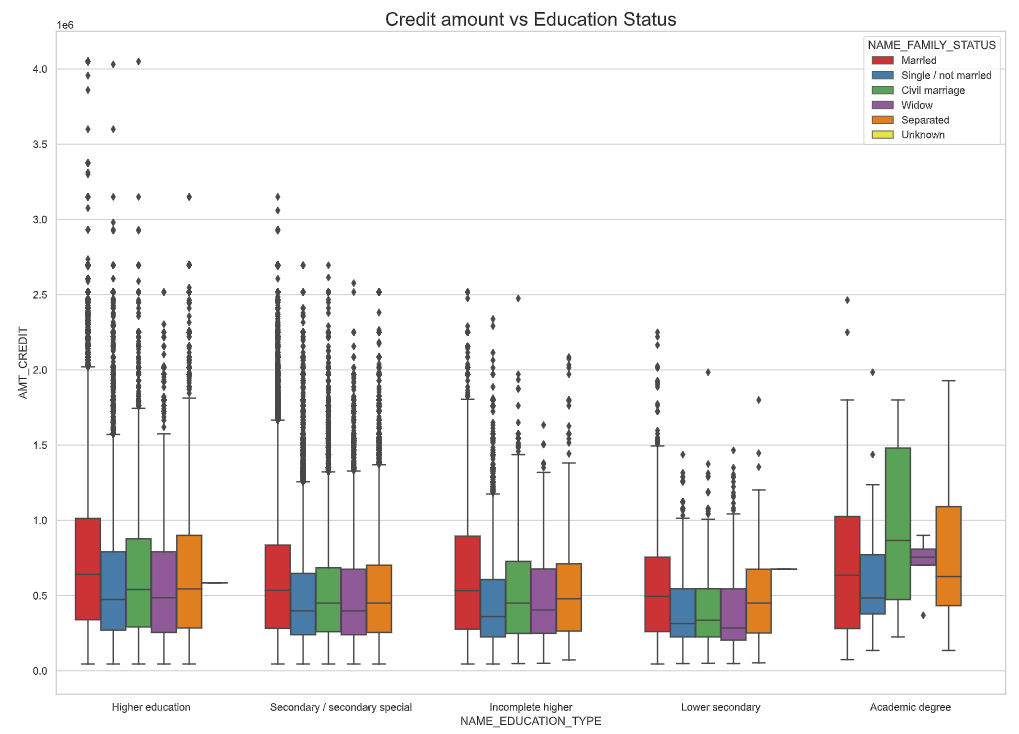 Credit amount vs Education Status
1e6
NAME_FAMILY_STATUS
Married
Single / not married
Civil marriage
Widow
Separated
Unknown
4.0
3.5
3.0
2.5
2.0
1.5
1.0
0.5
0.0
AMT_CREDIT
Higher education
Secondary / secondary special
Incomplete higher
Lower secondary
Academic degree
NAME_EDUCATION_TYPE